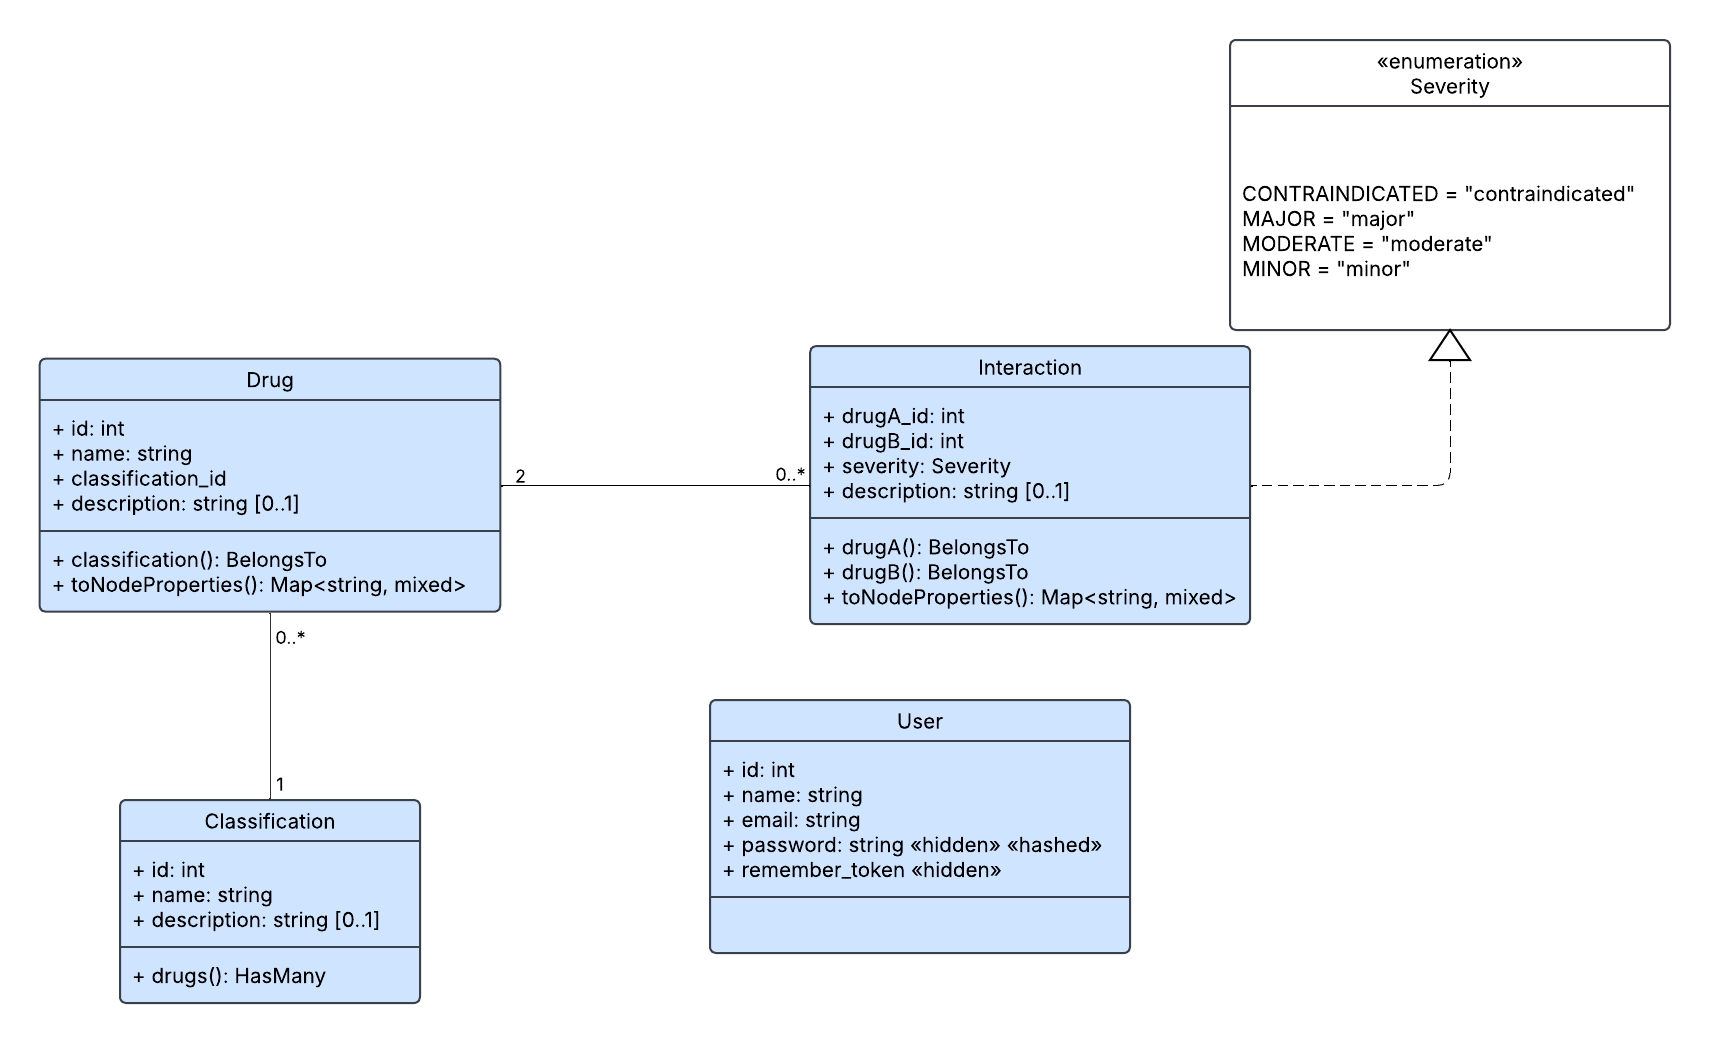 «enumeration»
Severity
CONTRAINDICATED = "contraindicated"
MAJOR = "major"
MODERATE = "moderate"
MINOR = "minor"
Drug
+ id: int
+ name: string
+ classification_id
+ description: string [0..1]
+ classification(): BelongsTo
+ toNodeProperties(): Map<string, mixed>
2
0..*
Interaction
+ drugA_id: int
+ drugB_id: int
+ severity: Severity
+ description: string [0..1]
+ drugA(): BelongsTo
+ drugB(): BelongsTo
+ toNodeProperties(): Map<string, mixed>
0..*
1
Classification
+ id: int
+ name: string
+ description: string [0..1]
+ drugs(): HasMany
User
+ id: int
+ name: string
+ email: string
+ password: string «hidden» «hashed»
+ remember_token «hidden»